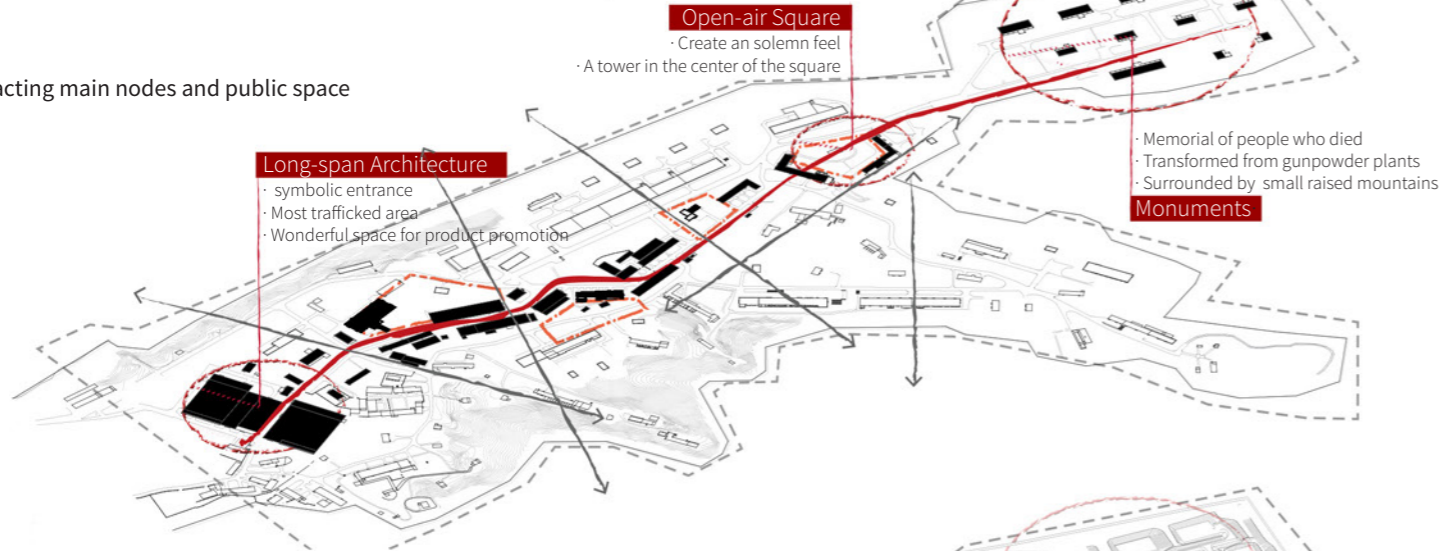 acting main nodes and public space
Open-air Square
· Create an solemn feel
· A tower in the center of the square
Long-span Architecture
· symbolic entrance
· Most trafficked area
· Wonderful space for product promotion
· Memorial of people who died
· Transformed from gunpowder plants
· Surrounded by small raised mountains
Monuments